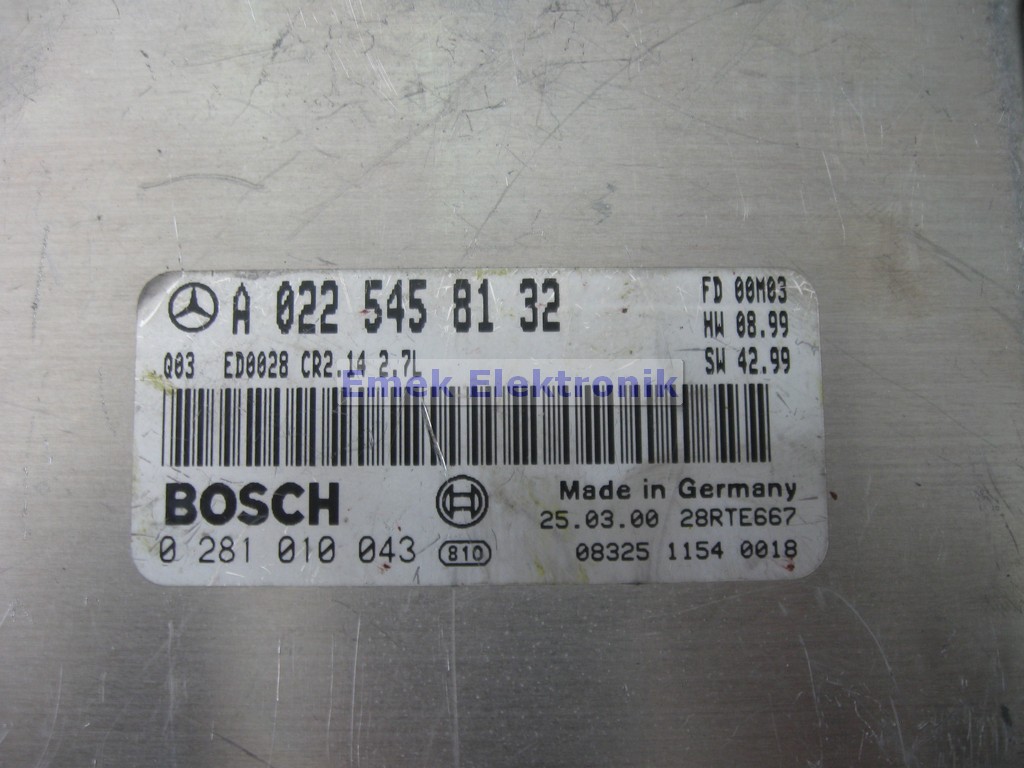 A 022 545 81 32
FD 00M03
HW 08.99
Q03 ED0028 CR2.14 2.7L
SW 42.99
Emek Elektronik
BOSCH
Made in Germany
25.03.00 28RTE667
0 281 010 043 810
08325 1154 0018